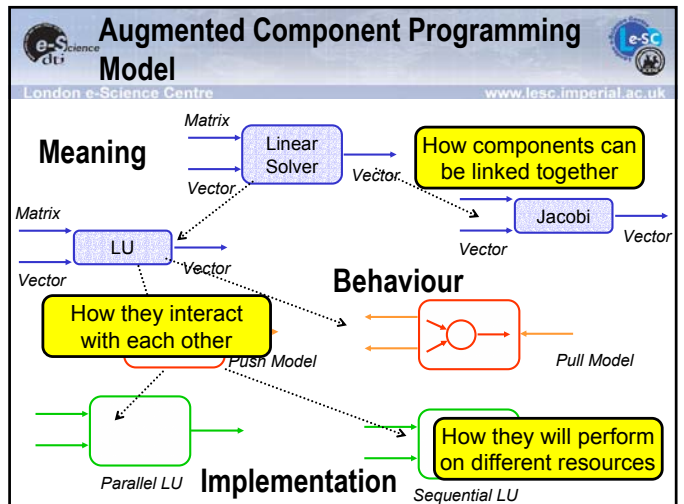 Augmented Component Programming
Model
e-Science
dti
e-sc
London e-Science Centre
www.lesc.imperial.ac.uk
Meaning
Matrix
Vector
Linear
Solver
Vector
How components can
be linked together
Matrix
Vector
LU
Vector
Vector
Jacobi
Vector
Behaviour
How they interact
with each other
Push Model
Pull Model
Parallel LU
Implementation
How they will perform
on different resources
Sequential LU